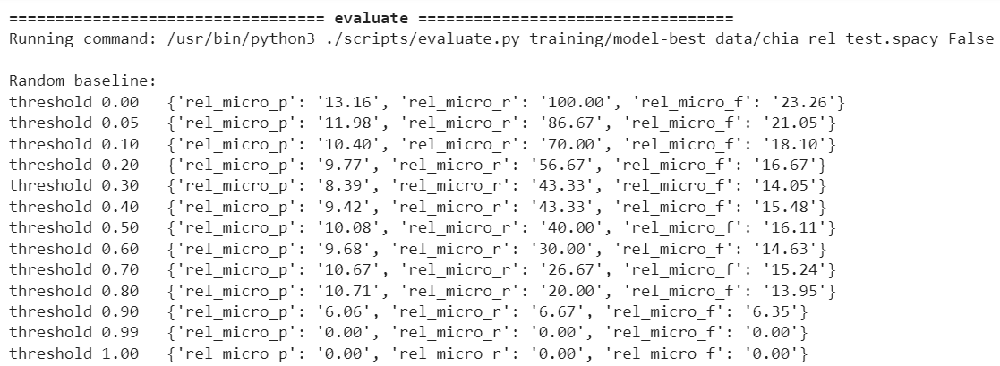 ================================== evaluate ==================================
Running command: /usr/bin/python3 ./scripts/evaluate.py training/model-best data/chia_rel_test.spacy False
Random baseline:
threshold 0.00   {'rel_micro_p': '13.16', 'rel_micro_r': '100.00', 'rel_micro_f': '23.26'}
threshold 0.05   {'rel_micro_p': '11.98', 'rel_micro_r': '86.67', 'rel_micro_f': '21.05'}
threshold 0.10   {'rel_micro_p': '10.40', 'rel_micro_r': '70.00', 'rel_micro_f': '18.10'}
threshold 0.20   {'rel_micro_p': '9.77', 'rel_micro_r': '56.67', 'rel_micro_f': '16.67'}
threshold 0.30   {'rel_micro_p': '8.39', 'rel_micro_r': '43.33', 'rel_micro_f': '14.05'}
threshold 0.40   {'rel_micro_p': '9.42', 'rel_micro_r': '43.33', 'rel_micro_f': '15.48'}
threshold 0.50   {'rel_micro_p': '10.08', 'rel_micro_r': '40.00', 'rel_micro_f': '16.11'}
threshold 0.60   {'rel_micro_p': '9.68', 'rel_micro_r': '30.00', 'rel_micro_f': '14.63'}
threshold 0.70   {'rel_micro_p': '10.67', 'rel_micro_r': '26.67', 'rel_micro_f': '15.24'}
threshold 0.80   {'rel_micro_p': '10.71', 'rel_micro_r': '20.00', 'rel_micro_f': '13.95'}
threshold 0.90   {'rel_micro_p': '6.06', 'rel_micro_r': '6.67', 'rel_micro_f': '6.35'}
threshold 0.99   {'rel_micro_p': '0.00', 'rel_micro_r': '0.00', 'rel_micro_f': '0.00'}
threshold 1.00   {'rel_micro_p': '0.00', 'rel_micro_r': '0.00', 'rel_micro_f': '0.00'}